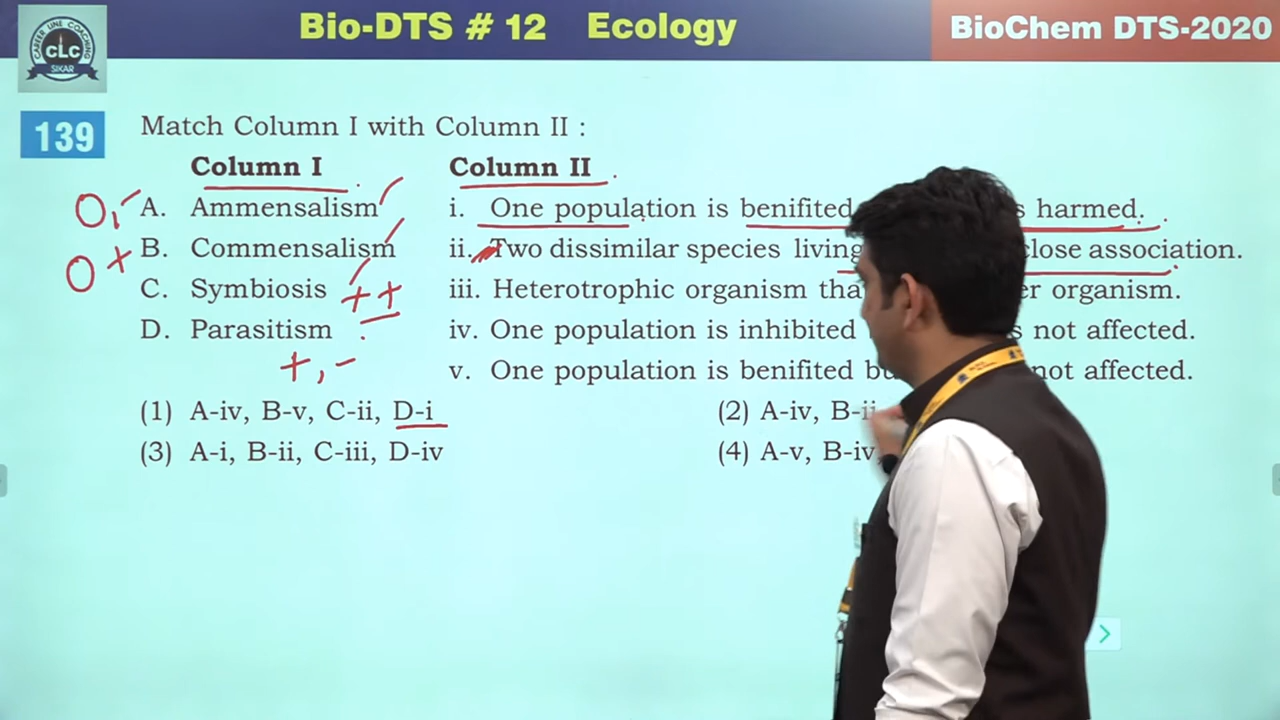 Bio-DTS # 12 Ecology
BioChem DTS-2020
CAREER LINE COACHING
CLC
SIKAR
139 Match Column I with Column II :
Column I Column II
0, - A. Ammensalism i. One population is benifited harmed.
0 + B. Commensalism ii. Two dissimilar species living close association.
C. Symbiosis + + iii. Heterotrophic organism organism.
D. Parasitism iv. One population is inhibited not affected.
+, - v. One population is benifited not affected.
(1) A-iv, B-v, C-ii, D-i (2) A-iv, B-ii
(3) A-i, B-ii, C-iii, D-iv (4) A-v, B-iv,